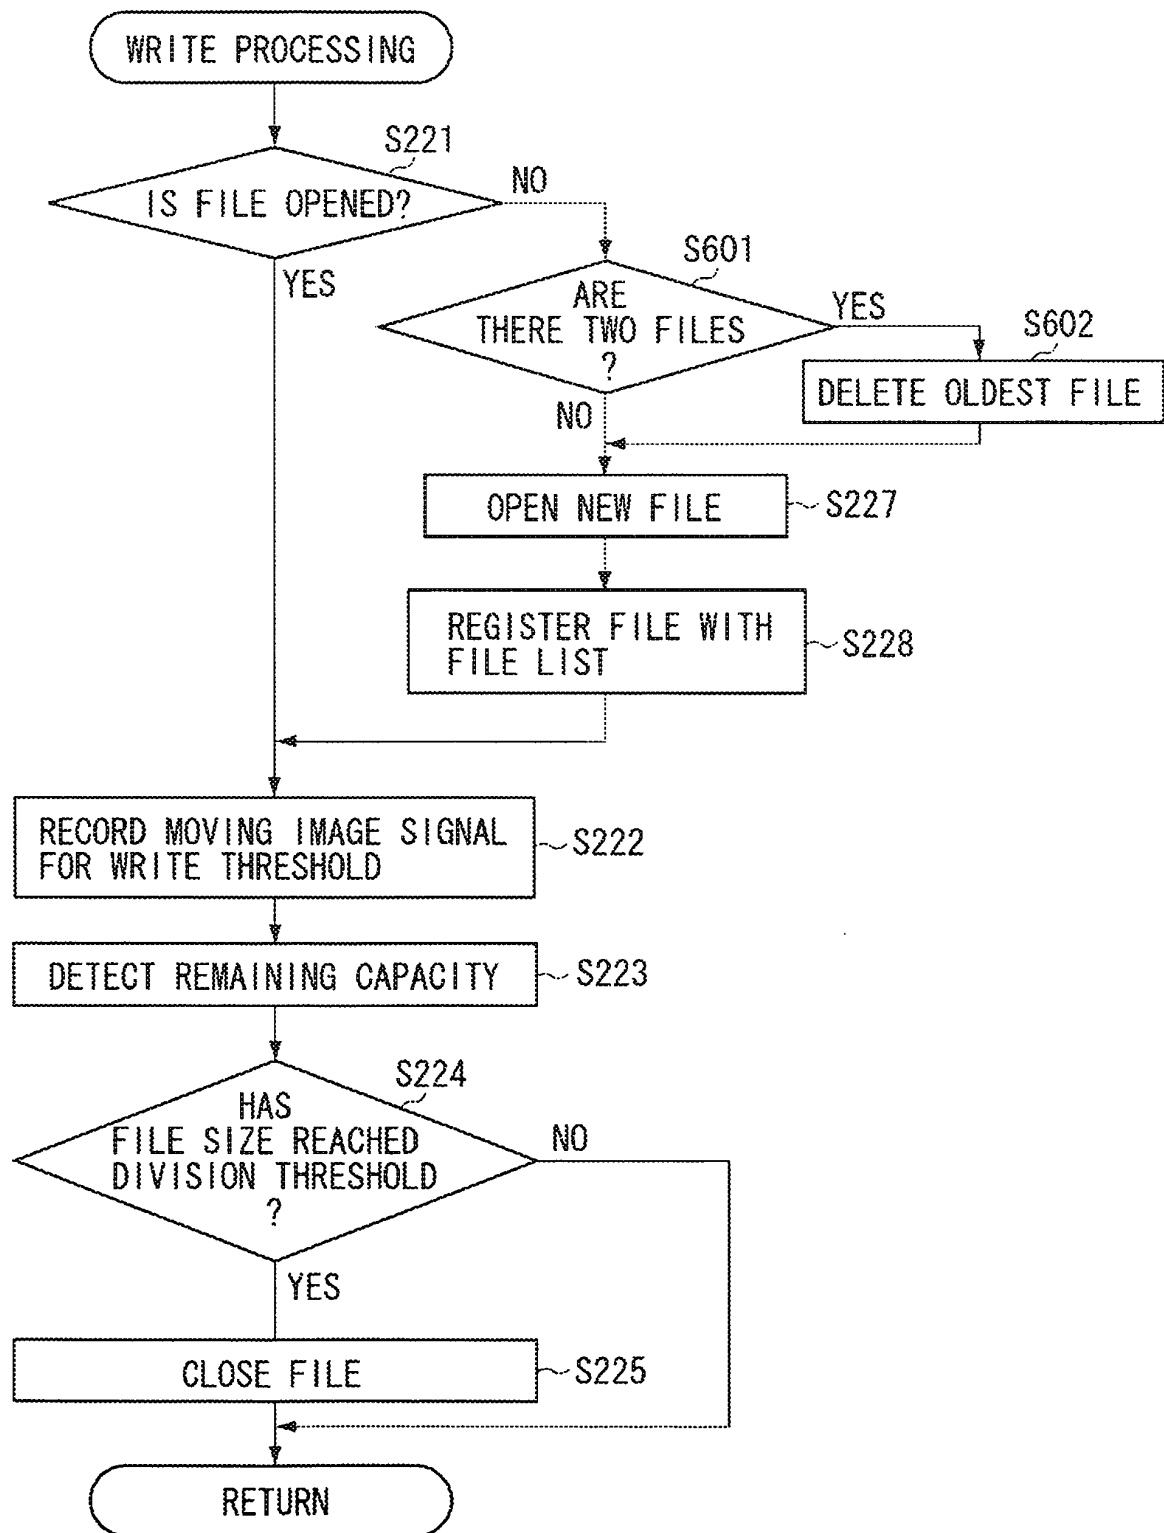 WRITE PROCESSING
S221
IS FILE OPENED?
NO
YES
S601
ARE
THERE TWO FILES
?
YES
S602
DELETE OLDEST FILE
NO
OPEN NEW FILE
S227
REGISTER FILE WITH
FILE LIST
S228
RECORD MOVING IMAGE SIGNAL
FOR WRITE THRESHOLD
S222
DETECT REMAINING CAPACITY
S223
S224
HAS
FILE SIZE REACHED
DIVISION THRESHOLD
?
NO
YES
CLOSE FILE
S225
RETURN